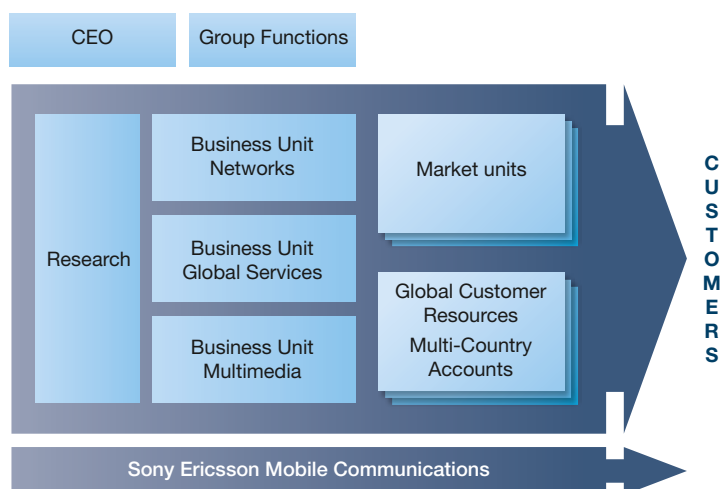 CEO
Group Functions
Research
Business Unit
Networks
Business Unit
Global Services
Business Unit
Multimedia
Market units
Global Customer
Resources
Multi-Country
Accounts
CUSTOMERS
Sony Ericsson Mobile Communications